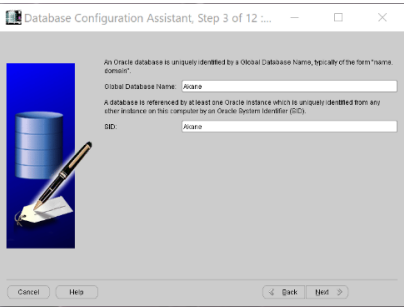 Database Configuration Assistant, Step 3 of 12 :...
An Oracle database is uniquely identified by a Global Database Name, typically of the form "name.
domain".
Global Database Name: Akane
A database is referenced by at least one Oracle instance which is uniquely identified from any
other instance on this computer by an Oracle System Identifier (SID).
SID: Akane
Cancel Help Back Next